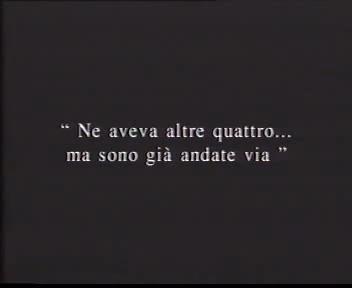 “ Ne aveva altre quattro...
ma sono già andate via ”